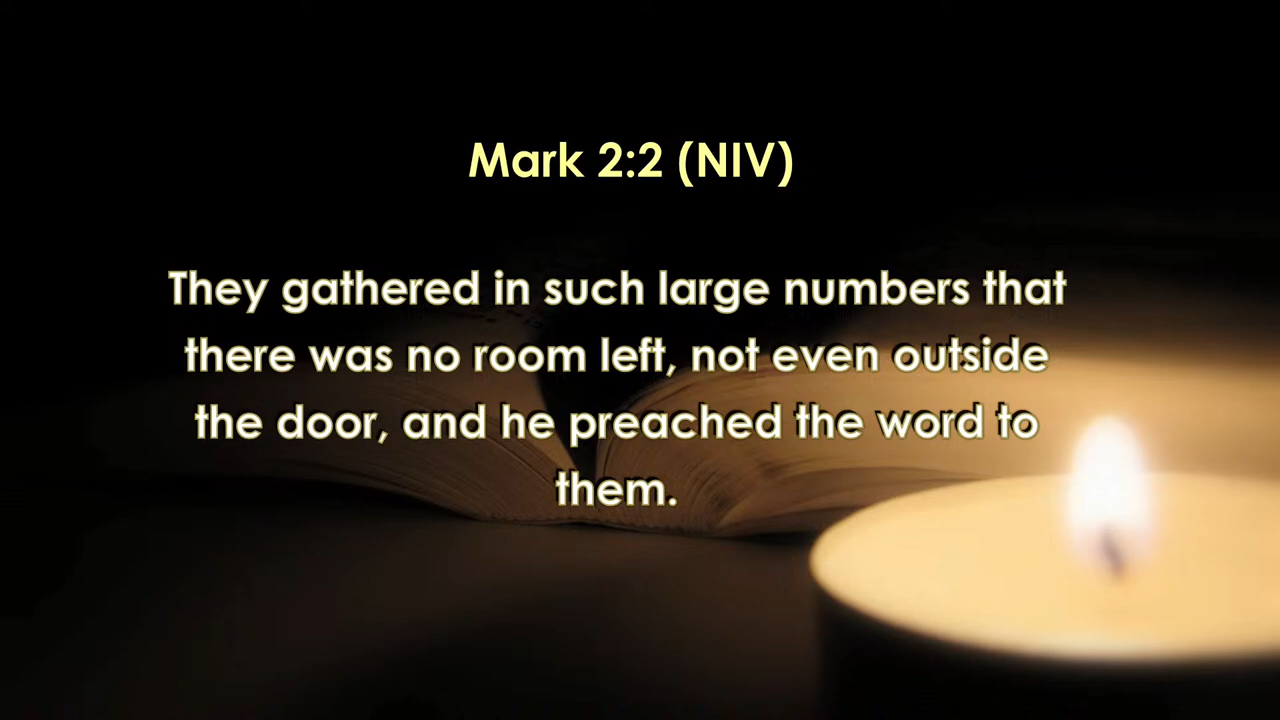 Mark 2:2 (NIV)
They gathered in such large numbers that
there was no room left, not even outside
the door, and he preached the word to
them.